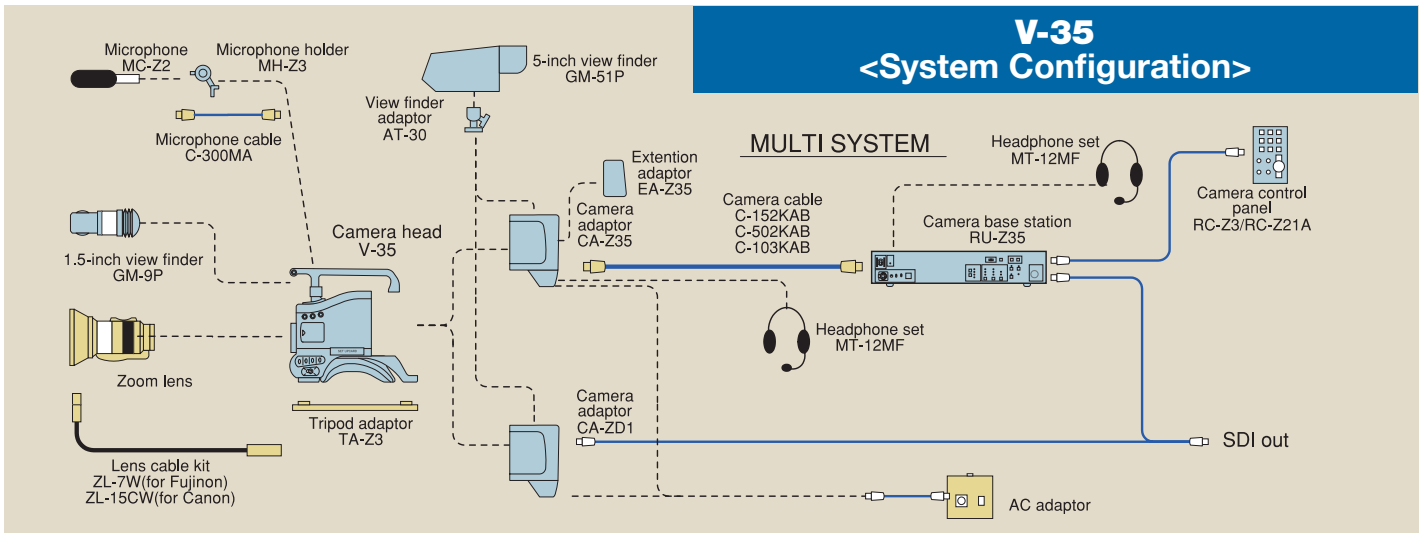 V-35
<System Configuration>
Microphone
MC-Z2
Microphone holder
MH-Z3
Microphone cable
C-300MA
5-inch view finder
GM-51P
View finder
adaptor
AT-30
MULTI SYSTEM
Extention
adaptor
EA-Z35
Camera
adaptor
CA-Z35
Camera cable
C-152KAB
C-502KAB
C-103KAB
Headphone set
MT-12MF
Camera base station
RU-Z35
Camera control
panel
RC-Z3/RC-Z21A
1.5-inch view finder
GM-9P
Camera head
V-35
Headphone set
MT-12MF
Zoom lens
Tripod adaptor
TA-Z3
Camera
adaptor
CA-ZD1
SDI out
Lens cable kit
ZL-7W(for Fujinon)
ZL-15CW(for Canon)
AC adaptor